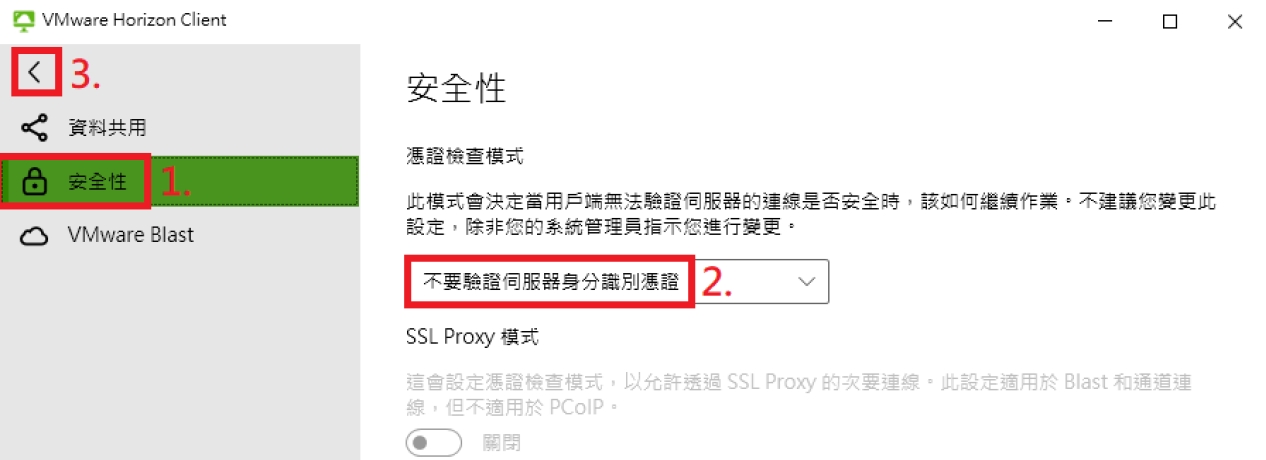 VMware Horizon Client
3.
資料共用
安全性 1.
VMware Blast
安全性
憑證檢查模式
此模式會決定當用戶端無法驗證伺服器的連線是否安全時，該如何繼續作業。不建議您變更此
設定，除非您的系統管理員指示您進行變更。
不要驗證伺服器身分識別憑證 2.
SSL Proxy 模式
這會設定憑證檢查模式，以允許透過 SSL Proxy 的次要連線。此設定適用於 Blast 和通道連
線，但不適用於 PCoIP。
關閉